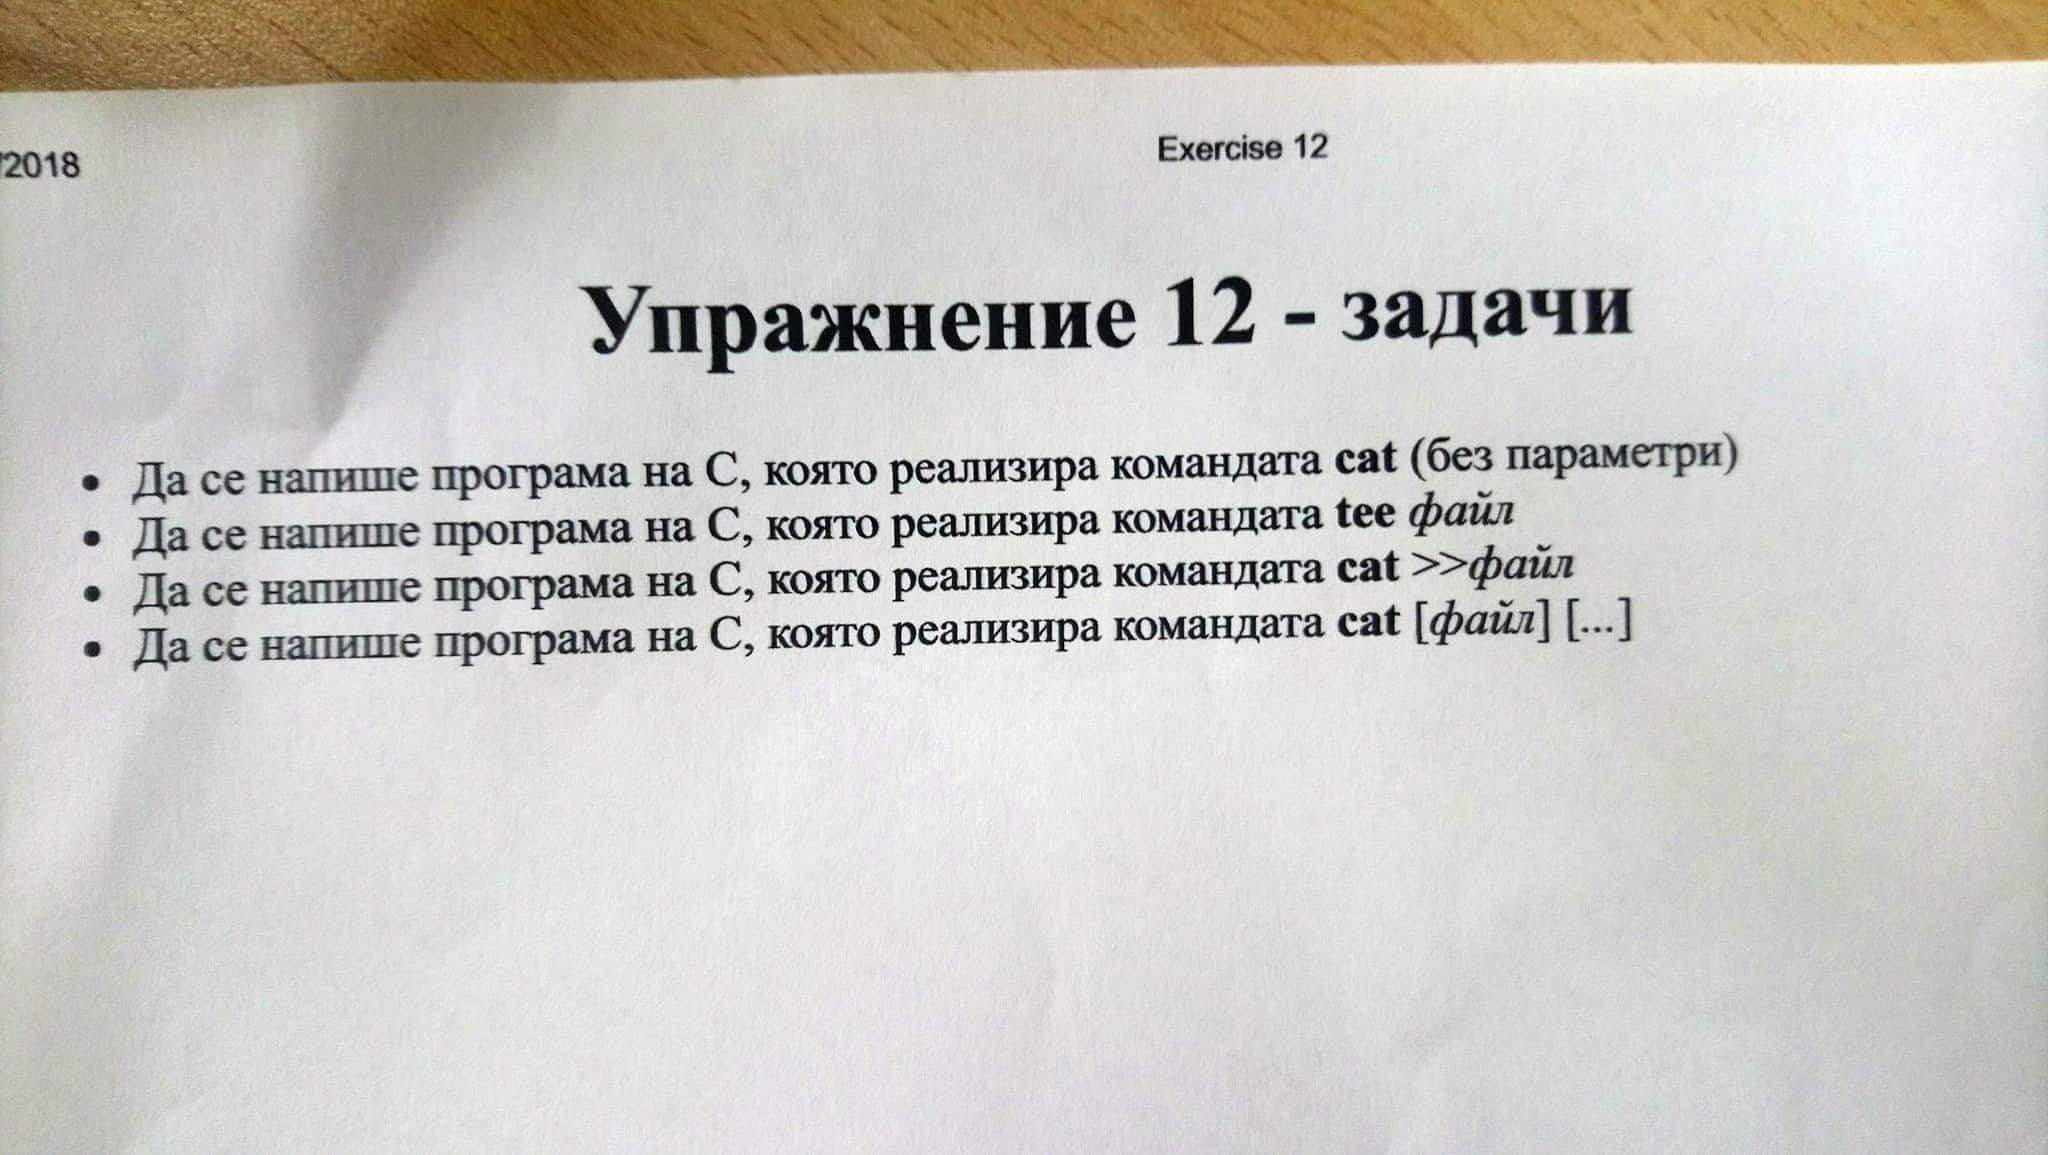 /2018
Exercise 12
Упражнение 12 - задачи
• Да се напише програма на С, която реализира командата cat (без параметри)
• Да се напише програма на С, която реализира командата tee файл
• Да се напише програма на С, която реализира командата cat >>файл
• Да се напише програма на С, която реализира командата cat [файл] [...]